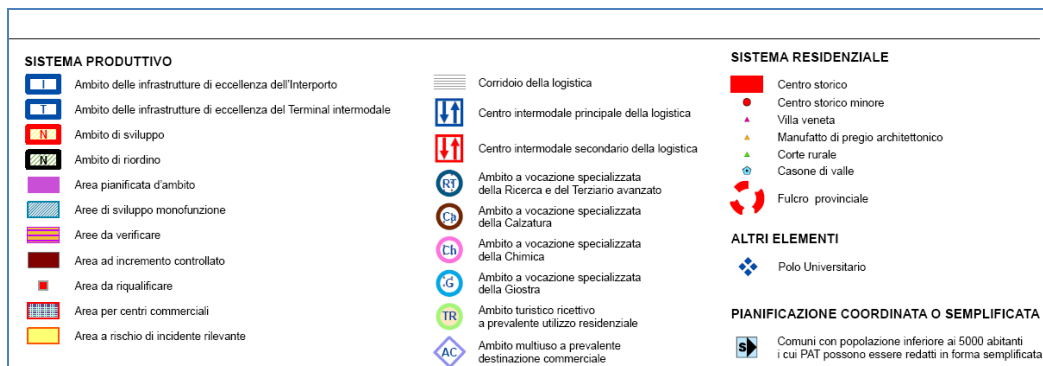 SISTEMA PRODUTTIVO
I Ambito delle infrastrutture di eccellenza dell'Interporto
T Ambito delle infrastrutture di eccellenza del Terminal intermodale
N Ambito di sviluppo
N Ambito di riordino
Area pianificata d'ambito
Aree di sviluppo monofunzione
Aree da verificare
Area ad incremento controllato
Area da riqualificare
Area per centri commerciali
Area a rischio di incidente rilevante
Corridoio della logistica
Centro intermodale principale della logistica
Centro intermodale secondario della logistica
RT Ambito a vocazione specializzata
della Ricerca e del Terziario avanzato
Ca Ambito a vocazione specializzata
della Calzatura
Ch Ambito a vocazione specializzata
della Chimica
G Ambito a vocazione specializzata
della Giostra
TR Ambito turistico ricettivo
a prevalente utilizzo residenziale
AC Ambito multiuso a prevalente
destinazione commerciale
SISTEMA RESIDENZIALE
Centro storico
Centro storico minore
Villa veneta
Manufatto di pregio architettonico
Corte rurale
Casone di valle
Fulcro provinciale
ALTRI ELEMENTI
Polo Universitario
PIANIFICAZIONE COORDINATA O SEMPLIFICATA
S Comuni con popolazione inferiore ai 5000 abitanti
i cui PAT possono essere redatti in forma semplificata